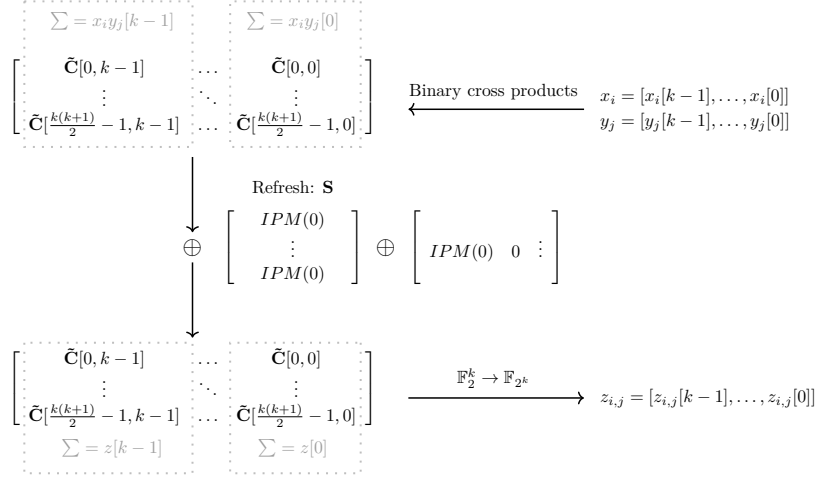 ∑ = x_i y_j[k − 1] ∑ = x_i y_j[0]
C̃[0, k − 1] … C̃[0, 0]
⋮ ⋱ ⋮
C̃[k(k+1)/2 − 1, k − 1] … C̃[k(k+1)/2 − 1, 0]
Binary cross products
x_i = [x_i[k − 1], . . . , x_i[0]]
y_j = [y_j[k − 1], . . . , y_j[0]]
Refresh: S
⊕ [ IPM(0) ⋮ IPM(0) ] ⊕ [ IPM(0) 0 ⋮ ]
C̃[0, k − 1] … C̃[0, 0]
⋮ ⋱ ⋮
C̃[k(k+1)/2 − 1, k − 1] … C̃[k(k+1)/2 − 1, 0]
∑ = z[k − 1] ∑ = z[0]
𝔽_2^k → 𝔽_{2^k}
z_{i,j} = [z_{i,j}[k − 1], . . . , z_{i,j}[0]]